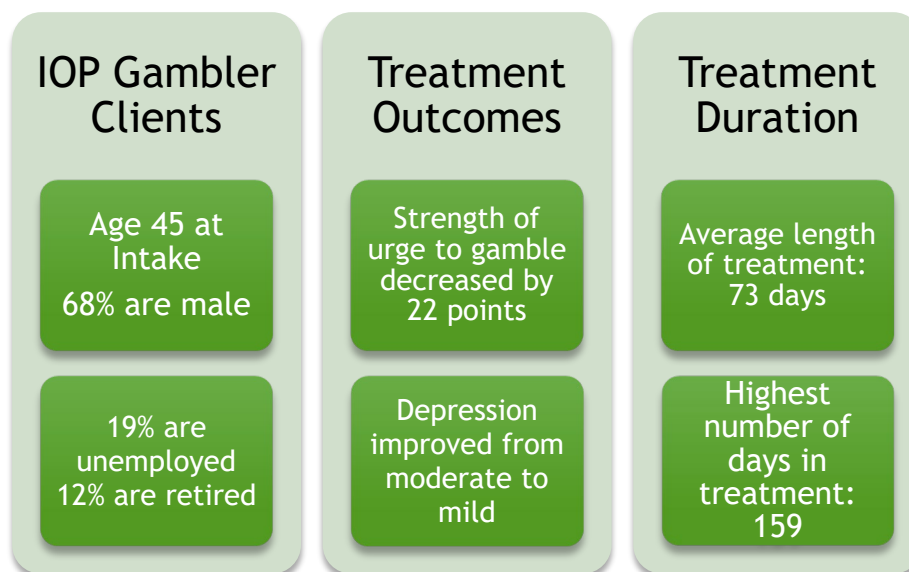 IOP Gambler
Clients
Age 45 at
Intake
68% are male
19% are
unemployed
12% are retired
Treatment
Outcomes
Strength of
urge to gamble
decreased by
22 points
Depression
improved from
moderate to
mild
Treatment
Duration
Average length
of treatment:
73 days
Highest
number of
days in
treatment:
159